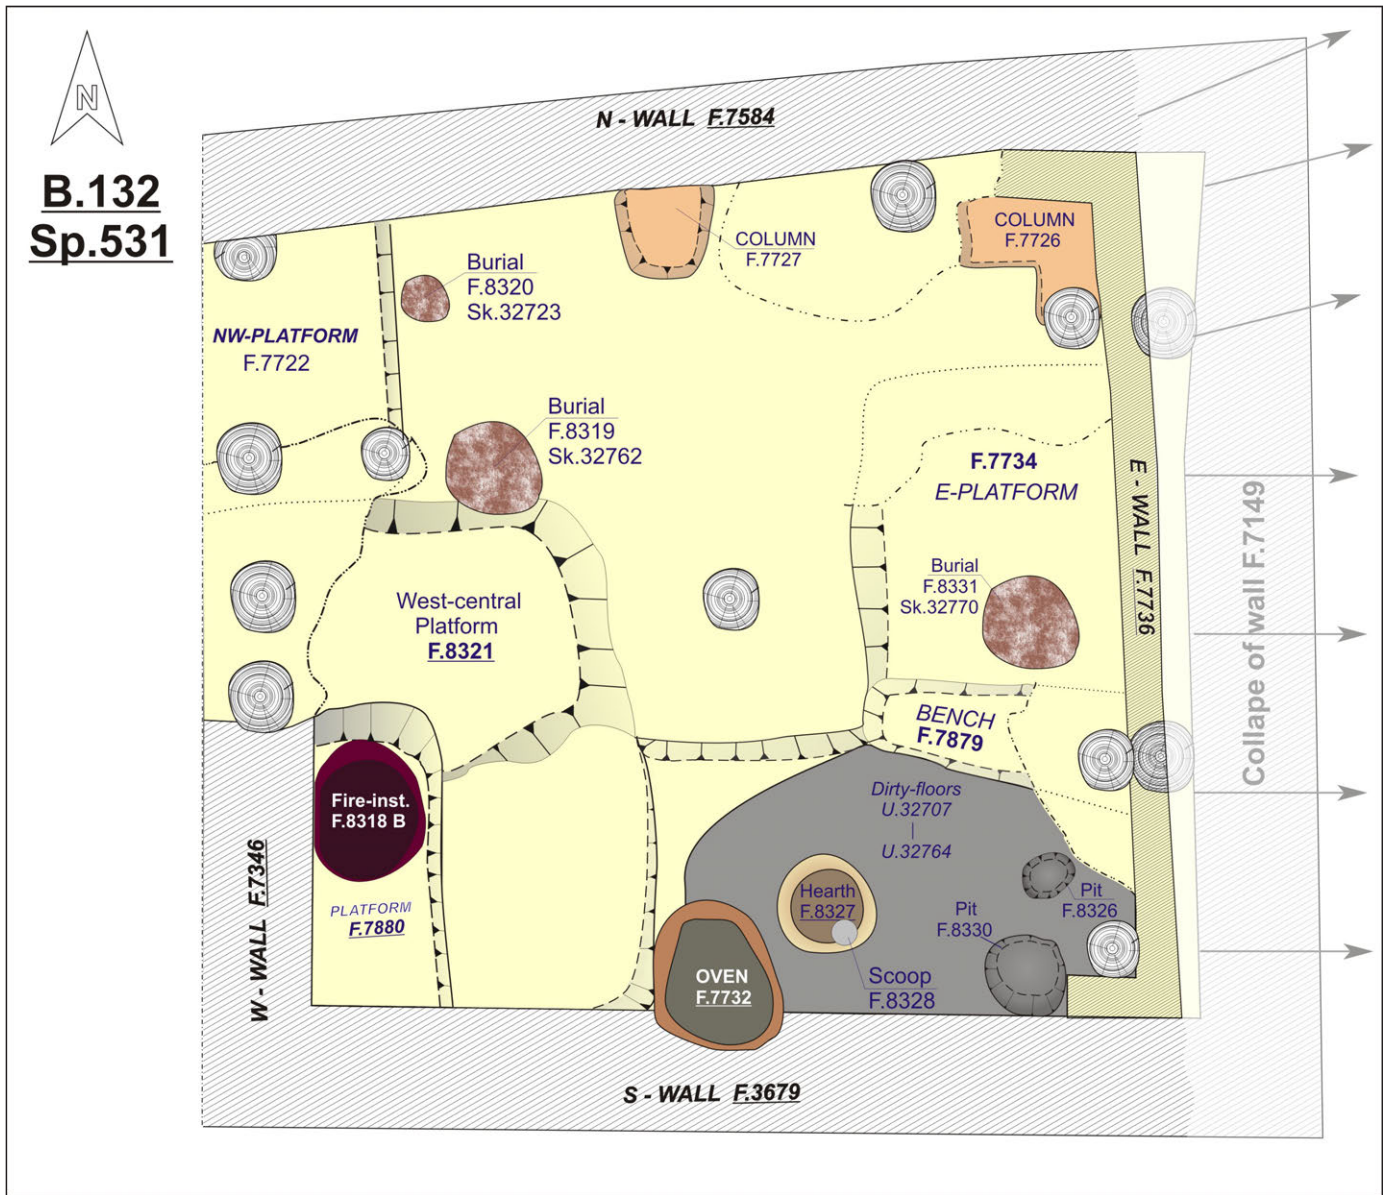 N
B.132
Sp.531
N - WALL F.7584
COLUMN
F.7726
COLUMN
F.7727
Burial
F.8320
Sk.32723
NW-PLATFORM
F.7722
Burial
F.8319
Sk.32762
F.7734
E-PLATFORM
E - WALL F.7736
Collapse of wall F.7149
Burial
F.8331
Sk.32770
West-central
Platform
F.8321
BENCH
F.7879
Dirty-floors
U.32707
U.32764
Fire-inst.
F.8318 B
W - WALL F.7346
PLATFORM
F.7880
Hearth
F.8327
Pit
F.8326
Pit
F.8330
Scoop
F.8328
OVEN
F.7732
S - WALL F.3679